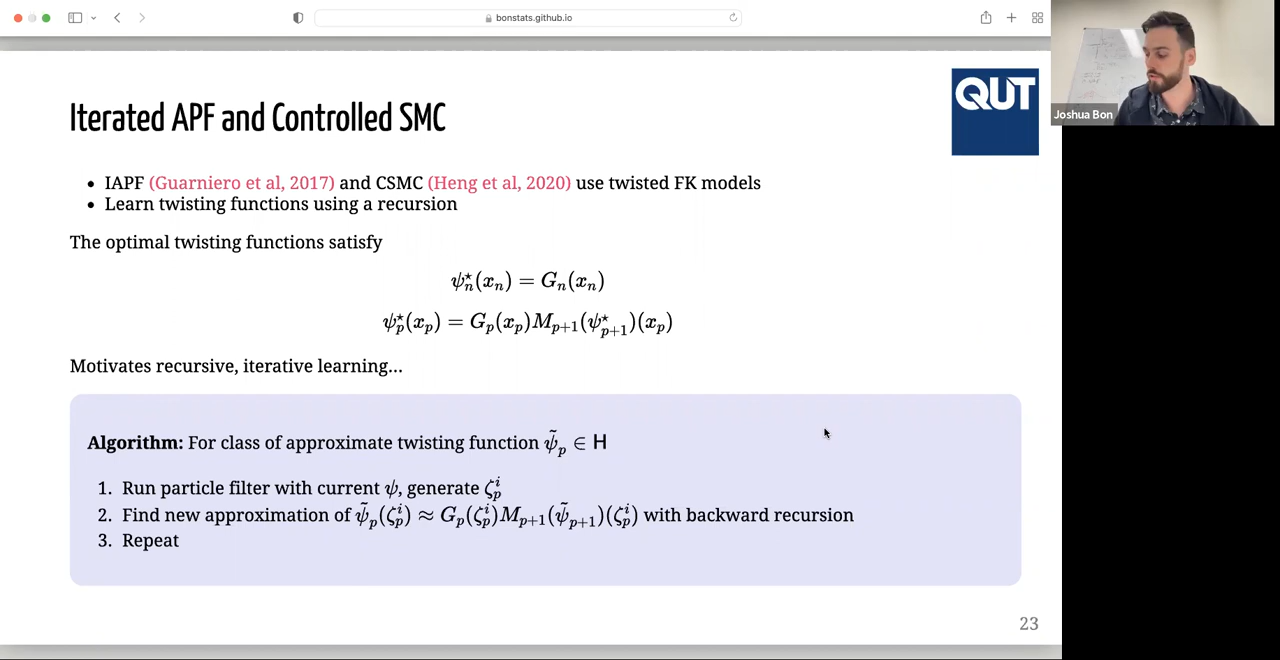 bonstats.github.io
Iterated APF and Controlled SMC
QUT
Joshua Bon
• IAPF (Guarniero et al, 2017) and CSMC (Heng et al, 2020) use twisted FK models
• Learn twisting functions using a recursion
The optimal twisting functions satisfy
ψ⋆n(xn) = Gn(xn)
ψ⋆p(xp) = Gp(xp)Mp+1(ψ⋆p+1)(xp)
Motivates recursive, iterative learning...
Algorithm: For class of approximate twisting function ψ̃p ∈ H
1. Run particle filter with current ψ, generate ζip
2. Find new approximation of ψ̃p(ζip) ≈ Gp(ζip)Mp+1(ψ̃p+1)(ζip) with backward recursion
3. Repeat
23